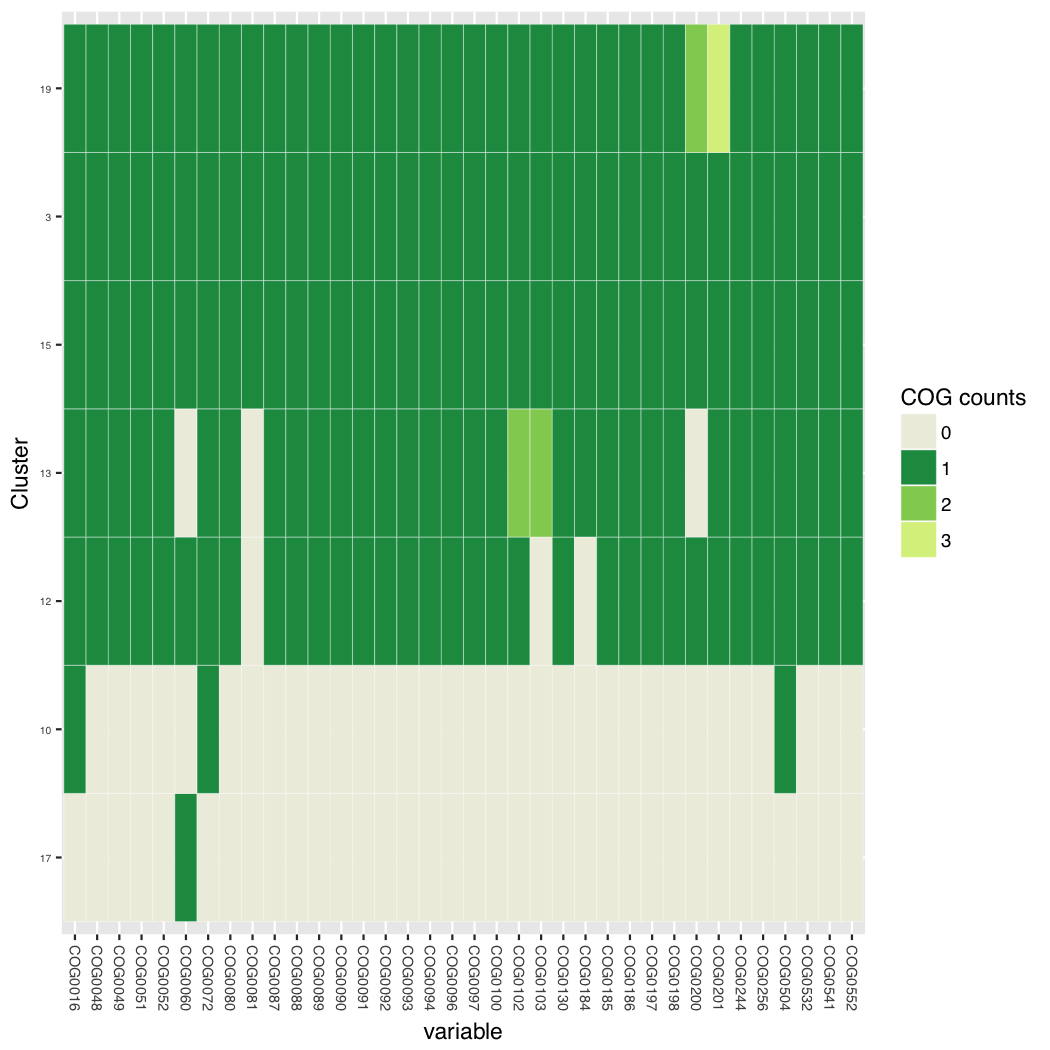 19
3
15
13
12
10
17
Cluster
COG0016
COG0048
COG0049
COG0051
COG0052
COG0060
COG0072
COG0080
COG0081
COG0087
COG0088
COG0089
COG0090
COG0091
COG0092
COG0093
COG0094
COG0096
COG0097
COG0100
COG0102
COG0103
COG0130
COG0184
COG0185
COG0186
COG0197
COG0198
COG0200
COG0201
COG0244
COG0256
COG0504
COG0532
COG0541
COG0552
variable
COG counts
0
1
2
3